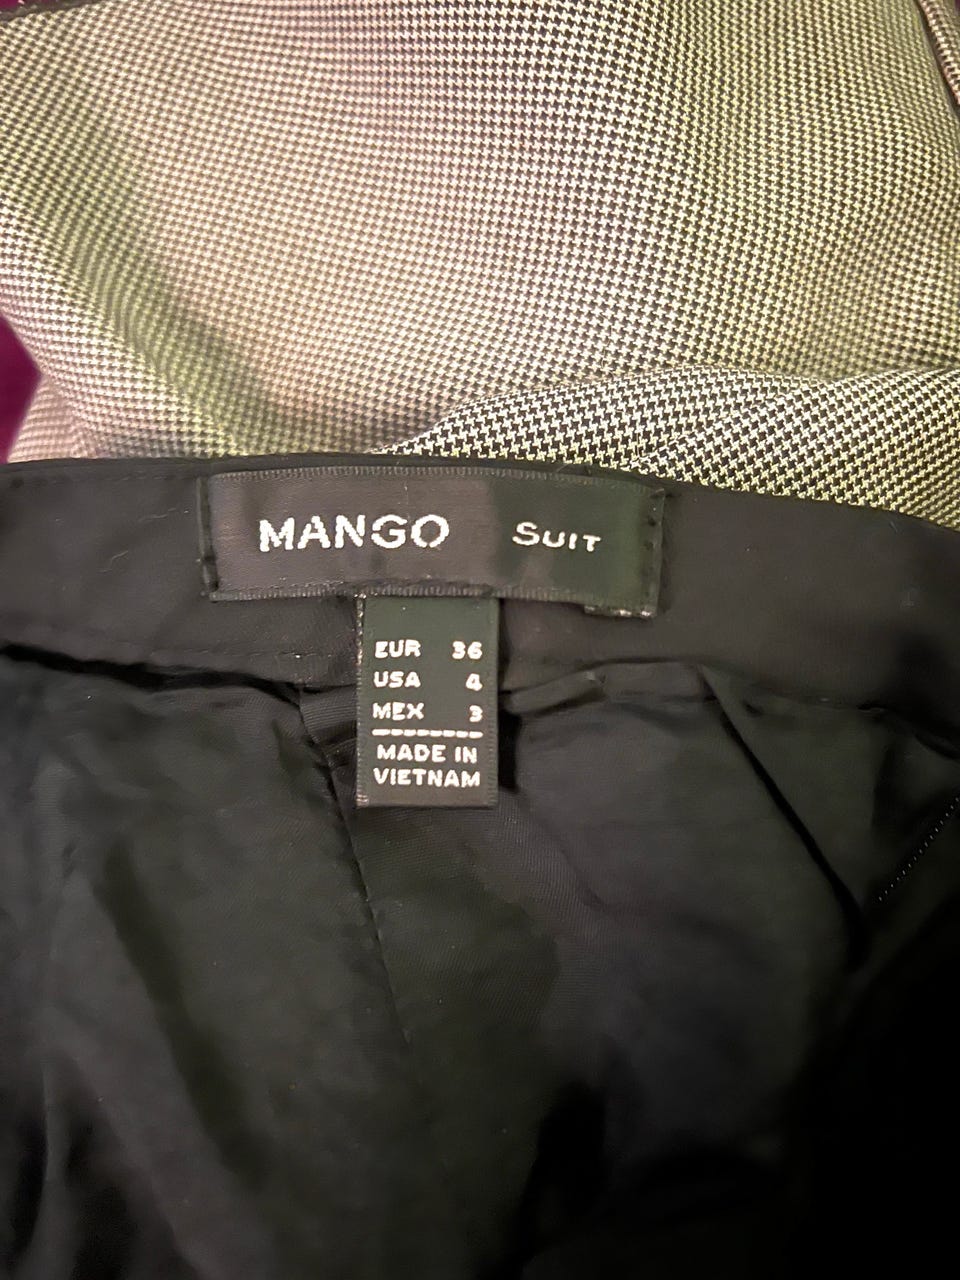 MANGO SUIT
EUR 36
USA 4
MEX 3
MADE IN
VIETNAM